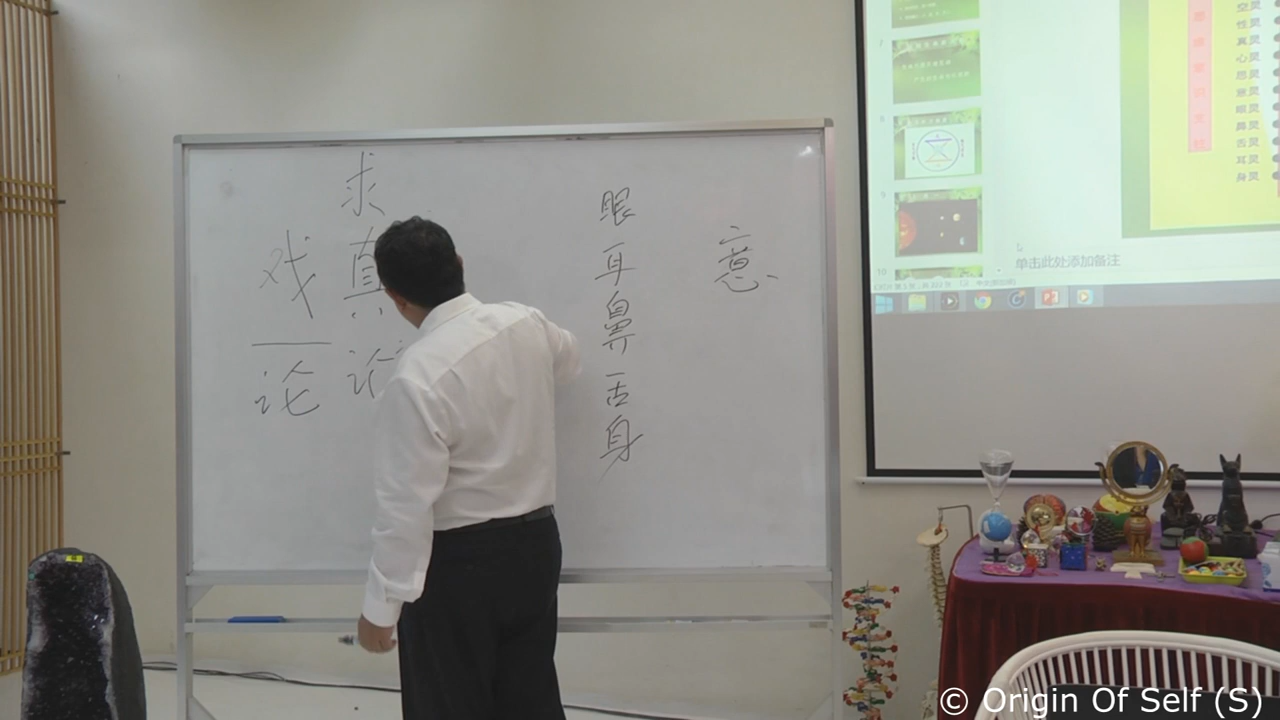 意
眼耳鼻舌身
求真论
戏论
性灵
真灵
心灵
思灵
意灵
眼灵
鼻灵
舌灵
耳灵
身灵
单击此处添加备注
© Origin Of Self (S)